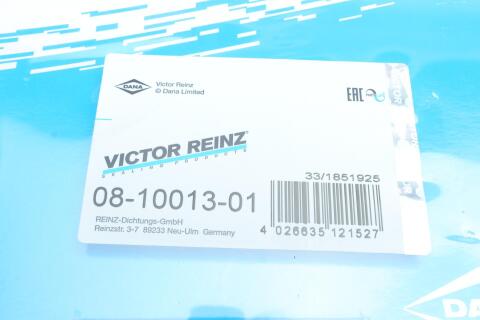 DANA
Victor Reinz
© Dana Limited
EAC
VICTOR REINZ®
SEALING PRODUCTS
33/1851925
08-10013-01
REINZ-Dichtungs-GmbH
Reinzstr. 3-7 89233 Neu-Ulm Germany
4 026635 121527
DANA